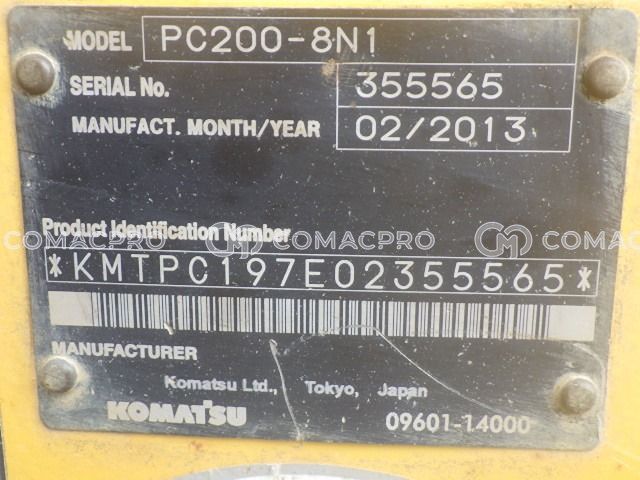 MODEL PC200-8N1
SERIAL No. 355565
MANUFACT. MONTH/YEAR 02/2013
Product Identification Number
COMACPRO COMACPRO COMACPRO
*KMTPC197E02355565*
MANUFACTURER
Komatsu Ltd., Tokyo, Japan
KOMATSU 09601-14000